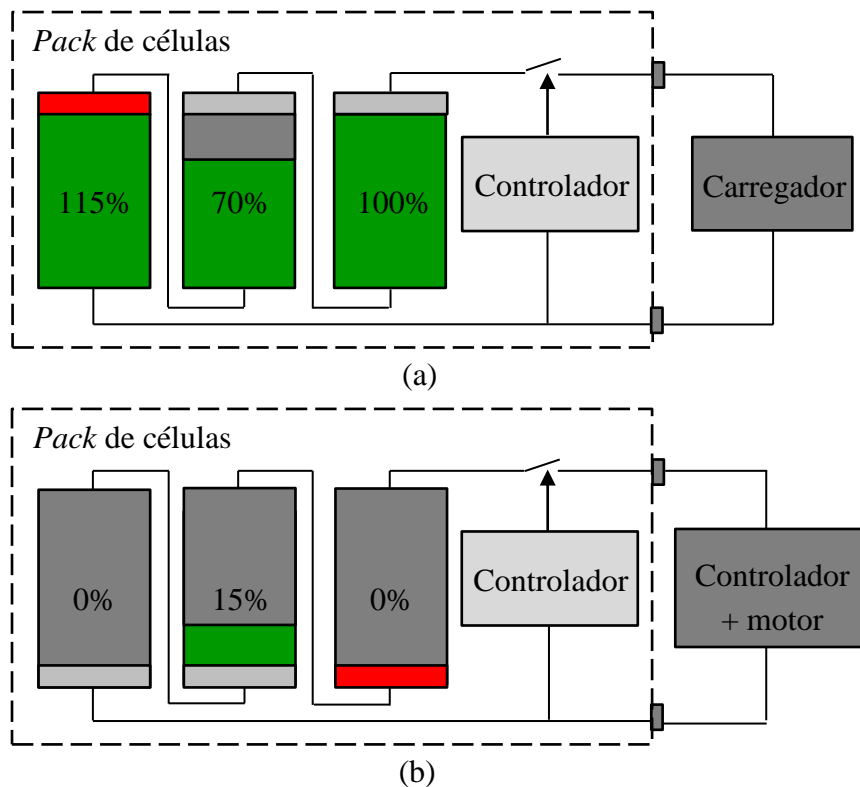 Pack de células
115%
70%
100%
Controlador
Carregador
(a)
Pack de células
0%
15%
0%
Controlador
Controlador
+ motor
(b)